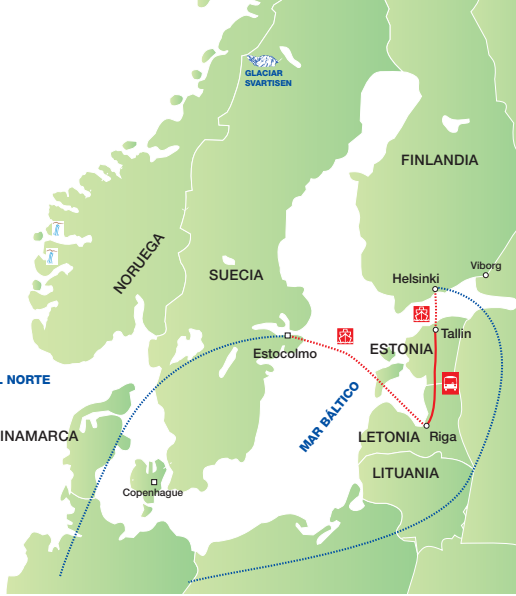 GLACIAR
SVARTISEN
FINLANDIA
NORUEGA
SUECIA
Viborg
Helsinki
Tallin
Estocolmo
ESTONIA
L NORTE
MAR BÁLTICO
INAMARCA
LETONIA
Riga
LITUANIA
Copenhague